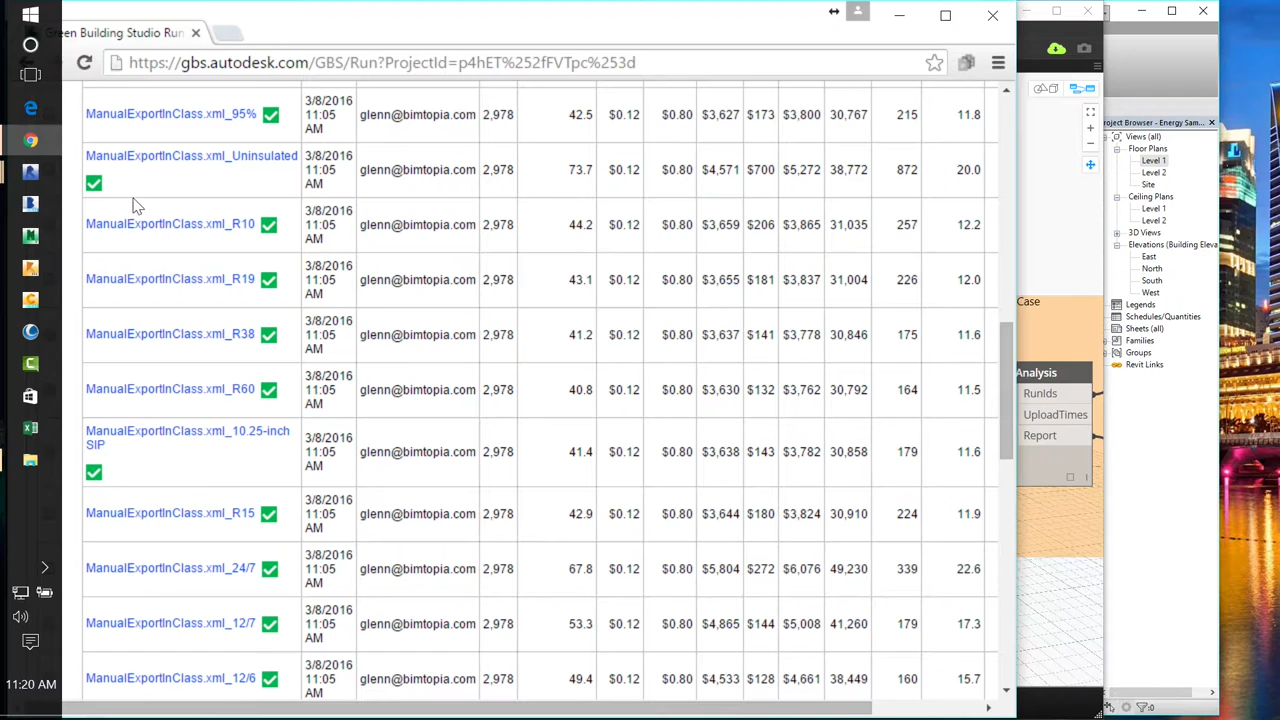 Green Building Studio Run
https://gbs.autodesk.com/GBS/Run?ProjectId=p4hET%252fFVTpc%253d
ManualExportInClass.xml_95% 3/8/2016 11:05 AM glenn@bimtopia.com 2,978 42.5 $0.12 $0.80 $3,627 $173 $3,800 30,767 215 11.8
ManualExportInClass.xml_Uninsulated 3/8/2016 11:05 AM glenn@bimtopia.com 2,978 73.7 $0.12 $0.80 $4,571 $700 $5,272 38,772 872 20.0
ManualExportInClass.xml_R10 3/8/2016 11:05 AM glenn@bimtopia.com 2,978 44.2 $0.12 $0.80 $3,659 $206 $3,865 31,035 257 12.2
ManualExportInClass.xml_R19 3/8/2016 11:05 AM glenn@bimtopia.com 2,978 43.1 $0.12 $0.80 $3,655 $181 $3,837 31,004 226 12.0
ManualExportInClass.xml_R38 3/8/2016 11:05 AM glenn@bimtopia.com 2,978 41.2 $0.12 $0.80 $3,637 $141 $3,778 30,846 175 11.6
ManualExportInClass.xml_R60 3/8/2016 11:05 AM glenn@bimtopia.com 2,978 40.8 $0.12 $0.80 $3,630 $132 $3,762 30,792 164 11.5
ManualExportInClass.xml_10.25-inch SIP 3/8/2016 11:05 AM glenn@bimtopia.com 2,978 41.4 $0.12 $0.80 $3,638 $143 $3,782 30,858 179 11.6
ManualExportInClass.xml_R15 3/8/2016 11:05 AM glenn@bimtopia.com 2,978 42.9 $0.12 $0.80 $3,644 $180 $3,824 30,910 224 11.9
ManualExportInClass.xml_24/7 3/8/2016 11:05 AM glenn@bimtopia.com 2,978 67.8 $0.12 $0.80 $5,804 $272 $6,076 49,230 339 22.6
ManualExportInClass.xml_12/7 3/8/2016 11:05 AM glenn@bimtopia.com 2,978 53.3 $0.12 $0.80 $4,865 $144 $5,008 41,260 179 17.3
ManualExportInClass.xml_12/6 3/8/2016 11:05 AM glenn@bimtopia.com 2,978 49.4 $0.12 $0.80 $4,533 $128 $4,661 38,449 160 15.7
11:20 AM
Case
Analysis
RunIds
UploadTimes
Report
roject Browser - Energy Sam...
Views (all)
Floor Plans
Level 1
Level 2
Site
Ceiling Plans
Level 1
Level 2
3D Views
Elevations (Building Eleva
East
North
South
West
Legends
Schedules/Quantities
Sheets (all)
Families
Groups
Revit Links
:0